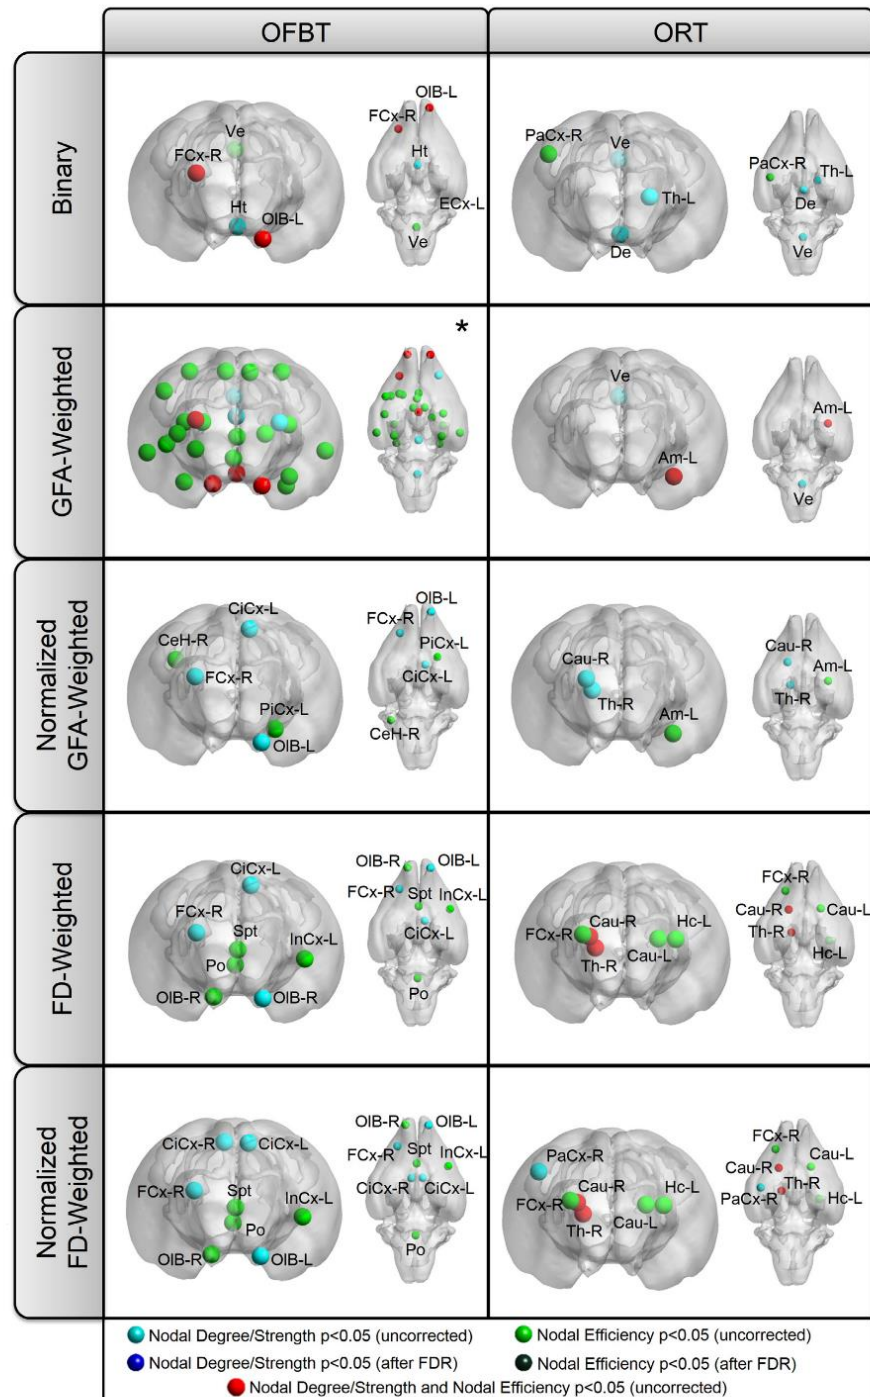 OFBT
ORT
Binary
Ve
FCx-R
Ht
OlB-L
OlB-L
FCx-R
Ht
ECx-L
Ve
PaCx-R
Ve
Th-L
De
PaCx-R
Th-L
De
Ve
GFA-Weighted
*
Ve
Am-L
Am-L
Ve
Normalized
GFA-Weighted
CiCx-L
CeH-R
FCx-R
PiCx-L
OlB-L
OlB-L
FCx-R
PiCx-L
CiCx-L
CeH-R
Cau-R
Th-R
Am-L
Cau-R
Am-L
Th-R
FD-Weighted
CiCx-L
FCx-R
Spt
InCx-L
Po
OlB-R
OlB-R
OlB-R
OlB-L
FCx-R
Spt
InCx-L
CiCx-L
Po
Cau-R
Hc-L
FCx-R
Th-R
Cau-L
FCx-R
Cau-R
Cau-L
Th-R
Hc-L
Normalized
FD-Weighted
CiCx-R
CiCx-L
FCx-R
Spt
InCx-L
Po
OlB-R
OlB-L
OlB-R
OlB-L
FCx-R
Spt
InCx-L
CiCx-R
CiCx-L
Po
PaCx-R
Cau-R
Hc-L
FCx-R
Th-R
Cau-L
FCx-R
Cau-L
Cau-R
Th-R
PaCx-R
Hc-L
Nodal Degree/Strength p<0.05 (uncorrected)
Nodal Efficiency p<0.05 (uncorrected)
Nodal Degree/Strength p<0.05 (after FDR)
Nodal Efficiency p<0.05 (after FDR)
Nodal Degree/Strength and Nodal Efficiency p<0.05 (uncorrected)